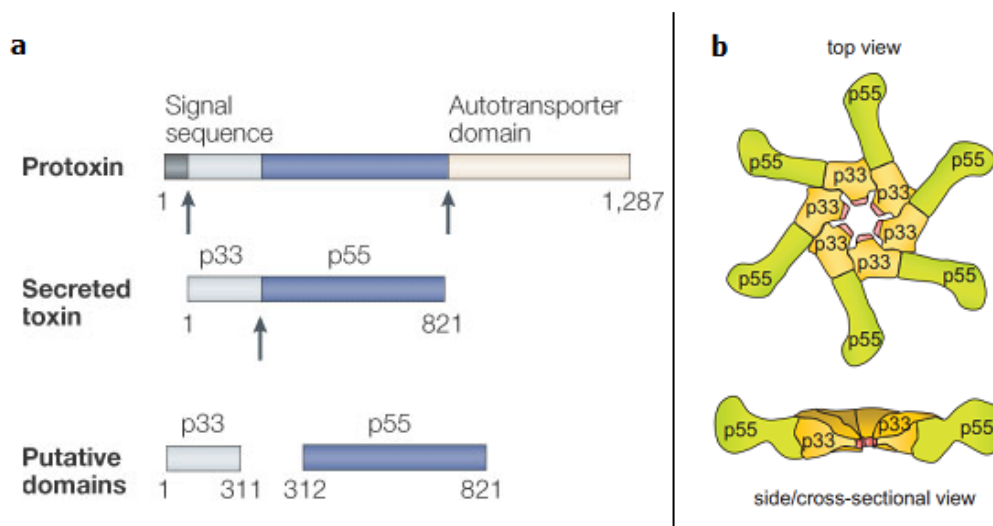 a
Signal
sequence
Autotransporter
domain
Protoxin
1
1,287
p33
p55
Secreted
toxin
1
821
p33
p55
Putative
domains
1
311
312
821
b
top view
p55
p55
p55
p33
p33
p33
p33
p33
p33
p55
p55
p55
p55
p33
p33
p55
side/cross-sectional view